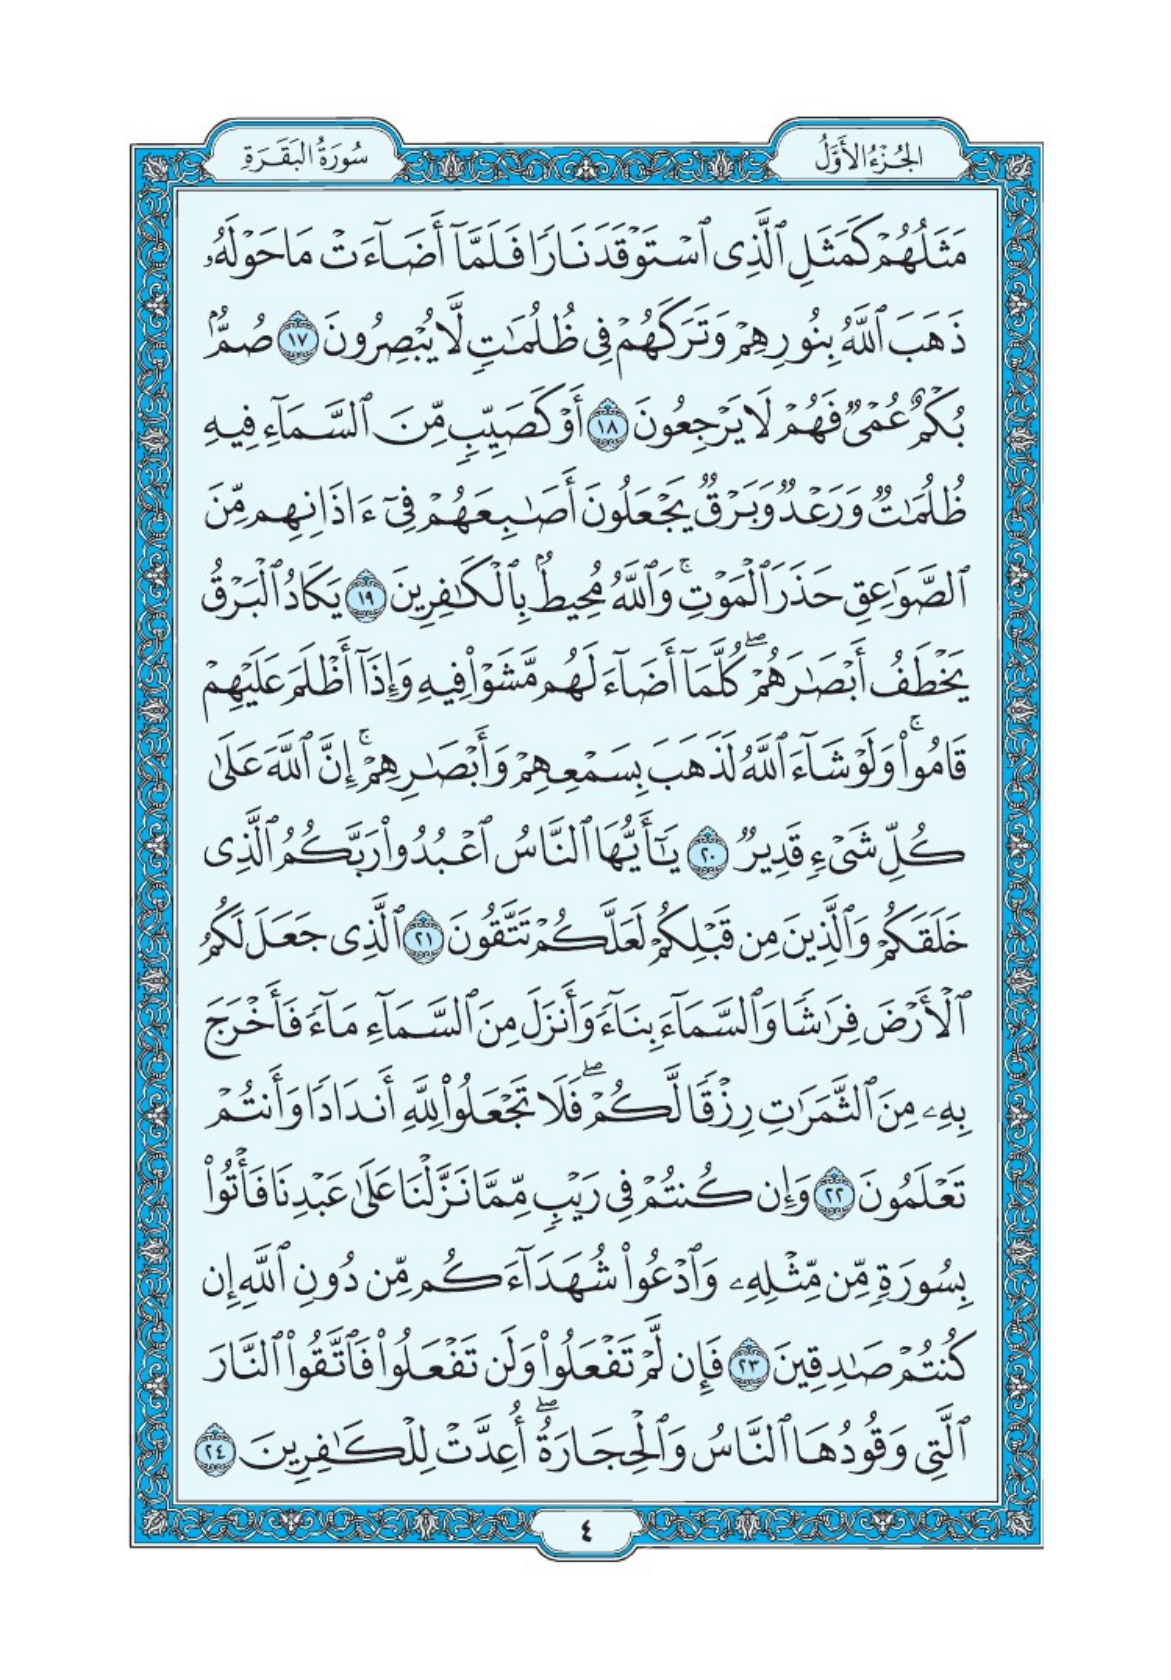 الجُزْءُ الأَوَّلُ
سُورَةُ البَقَرَةِ
مَثَلُهُمْ كَمَثَلِ ٱلَّذِى ٱسْتَوْقَدَ نَارًا فَلَمَّآ أَضَآءَتْ مَا حَوْلَهُۥ
ذَهَبَ ٱللَّهُ بِنُورِهِمْ وَتَرَكَهُمْ فِى ظُلُمَٰتٍ لَّا يُبْصِرُونَ ١٧ صُمٌّۢ
بُكْمٌ عُمْىٌ فَهُمْ لَا يَرْجِعُونَ ١٨ أَوْ كَصَيِّبٍ مِّنَ ٱلسَّمَآءِ فِيهِ
ظُلُمَٰتٌ وَرَعْدٌ وَبَرْقٌ يَجْعَلُونَ أَصَٰبِعَهُمْ فِىٓ ءَاذَانِهِم مِّنَ
ٱلصَّوَٰعِقِ حَذَرَ ٱلْمَوْتِ ۚ وَٱللَّهُ مُحِيطٌۢ بِٱلْكَٰفِرِينَ ١٩ يَكَادُ ٱلْبَرْقُ
يَخْطَفُ أَبْصَٰرَهُمْ ۖ كُلَّمَآ أَضَآءَ لَهُم مَّشَوْا۟ فِيهِ وَإِذَآ أَظْلَمَ عَلَيْهِمْ
قَامُوا۟ ۚ وَلَوْ شَآءَ ٱللَّهُ لَذَهَبَ بِسَمْعِهِمْ وَأَبْصَٰرِهِمْ ۚ إِنَّ ٱللَّهَ عَلَىٰ
كُلِّ شَىْءٍ قَدِيرٌ ٢٠ يَٰٓأَيُّهَا ٱلنَّاسُ ٱعْبُدُوا۟ رَبَّكُمُ ٱلَّذِى
خَلَقَكُمْ وَٱلَّذِينَ مِن قَبْلِكُمْ لَعَلَّكُمْ تَتَّقُونَ ٢١ ٱلَّذِى جَعَلَ لَكُمُ
ٱلْأَرْضَ فِرَٰشًا وَٱلسَّمَآءَ بِنَآءً وَأَنزَلَ مِنَ ٱلسَّمَآءِ مَآءً فَأَخْرَجَ
بِهِۦ مِنَ ٱلثَّمَرَٰتِ رِزْقًا لَّكُمْ ۖ فَلَا تَجْعَلُوا۟ لِلَّهِ أَندَادًا وَأَنتُمْ
تَعْلَمُونَ ٢٢ وَإِن كُنتُمْ فِى رَيْبٍ مِّمَّا نَزَّلْنَا عَلَىٰ عَبْدِنَا فَأْتُوا۟
بِسُورَةٍ مِّن مِّثْلِهِۦ وَٱدْعُوا۟ شُهَدَآءَكُم مِّن دُونِ ٱللَّهِ إِن
كُنتُمْ صَٰدِقِينَ ٢٣ فَإِن لَّمْ تَفْعَلُوا۟ وَلَن تَفْعَلُوا۟ فَٱتَّقُوا۟ ٱلنَّارَ
ٱلَّتِى وَقُودُهَا ٱلنَّاسُ وَٱلْحِجَارَةُ ۖ أُعِدَّتْ لِلْكَٰفِرِينَ ٢٤
٤